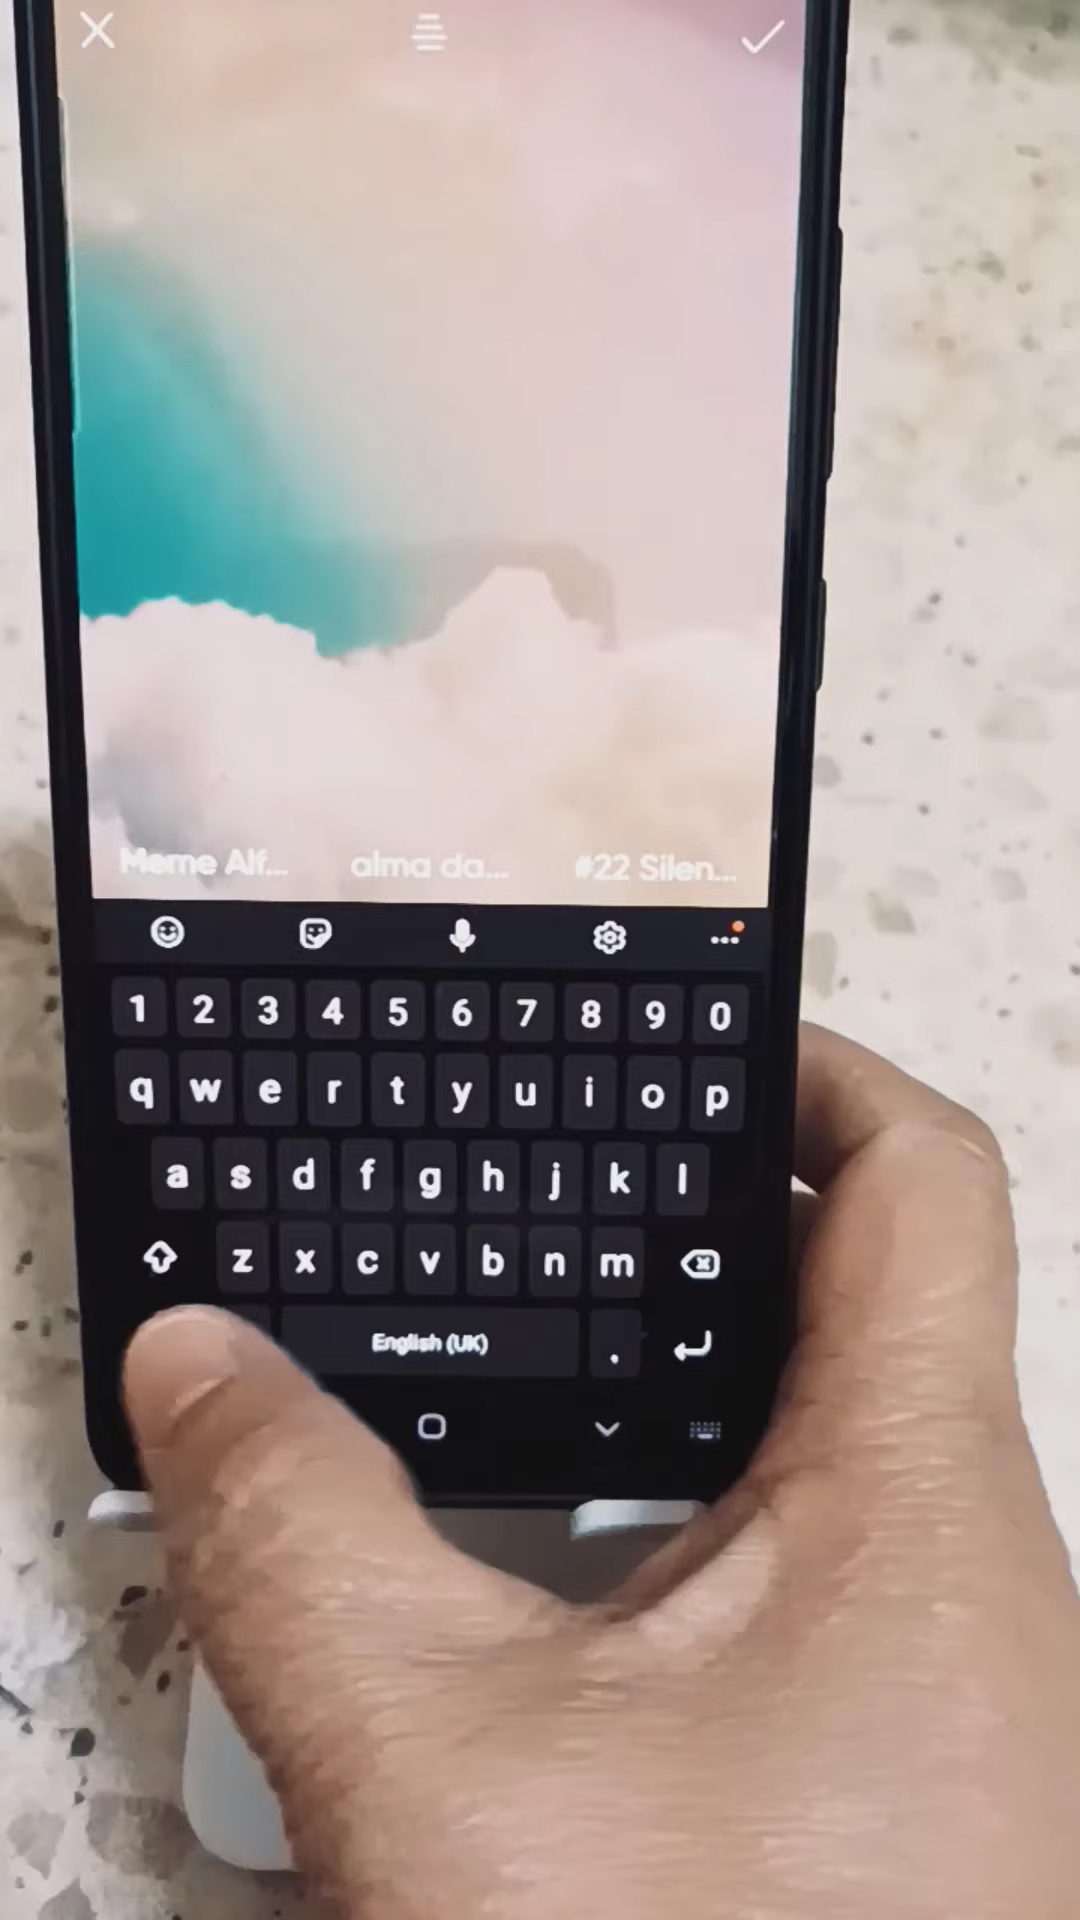 Meme Alf... alma da... #22 Silen...
1 2 3 4 5 6 7 8 9 0
q w e r t y u i o p
a s d f g h j k l
z x c v b n m
English (UK) .